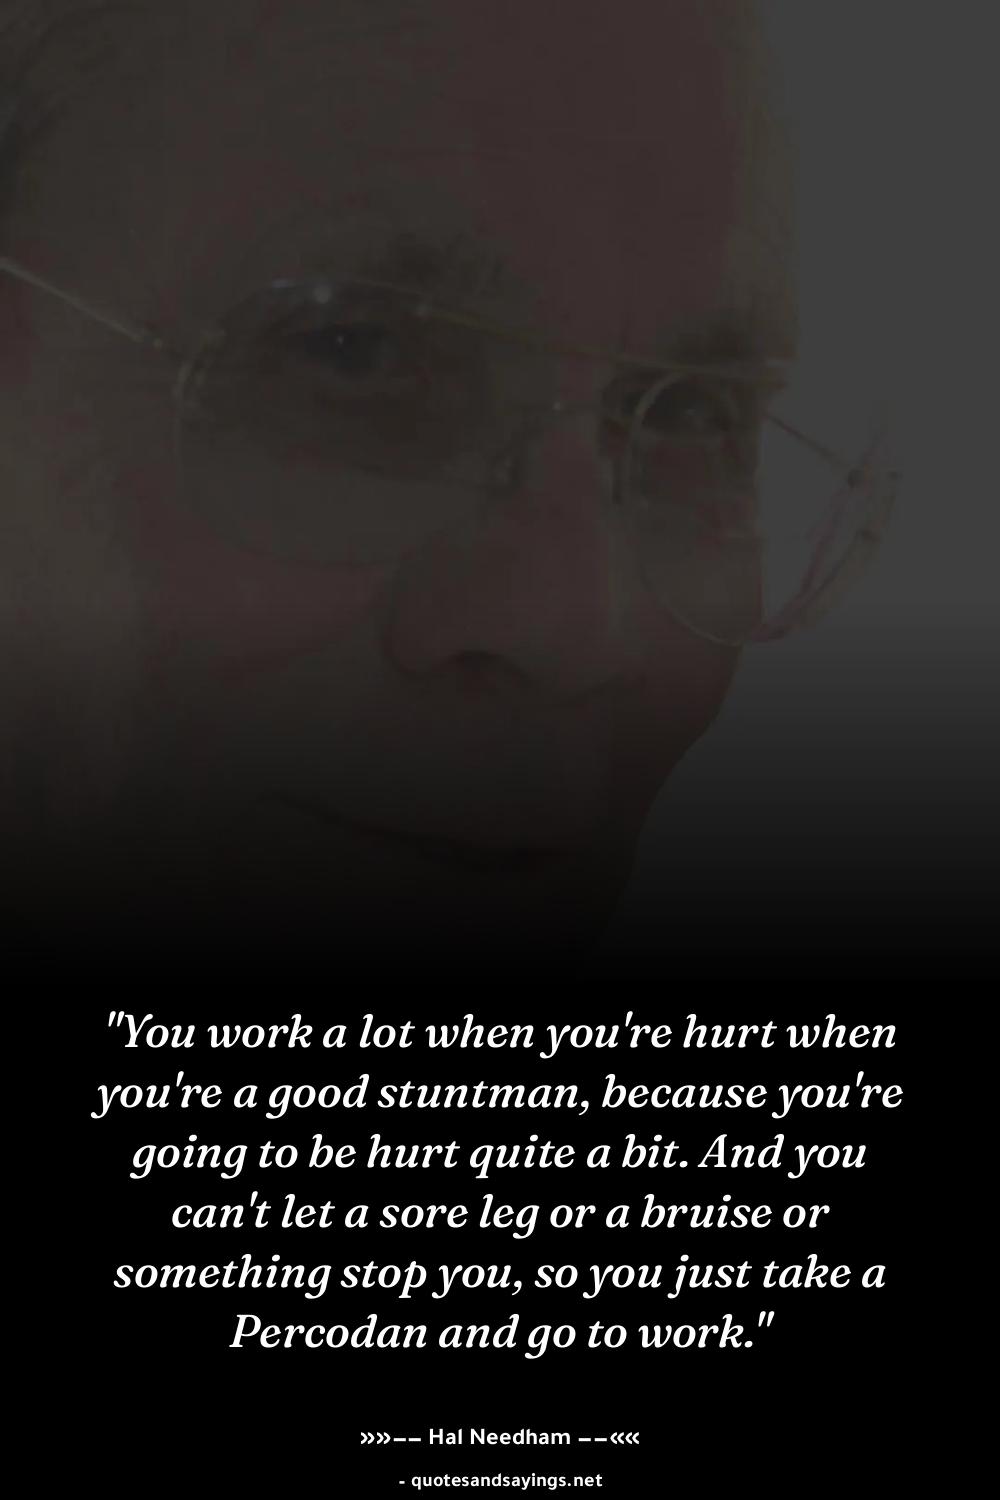 "You work a lot when you're hurt when
you're a good stuntman, because you're
going to be hurt quite a bit. And you
can't let a sore leg or a bruise or
something stop you, so you just take a
Percodan and go to work."
»»–– Hal Needham ––««
- quotesandsayings.net